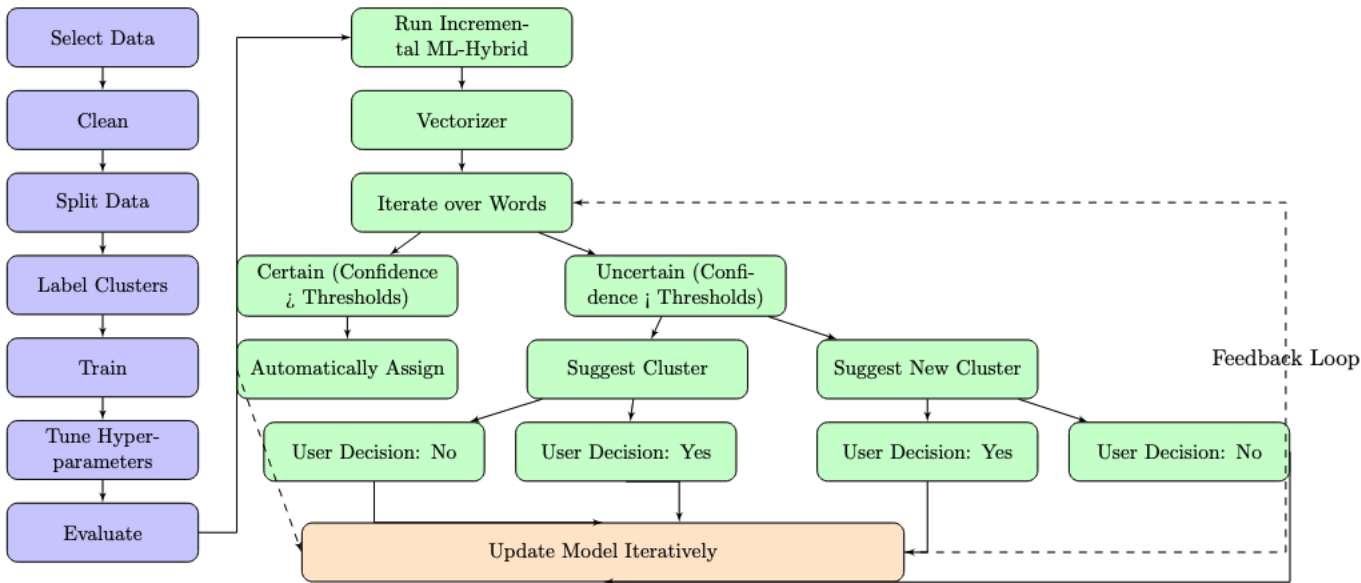 Select Data
Clean
Split Data
Label Clusters
Train
Tune Hyper-
parameters
Evaluate
Run Incremen-
tal ML-Hybrid
Vectorizer
Iterate over Words
Certain (Confidence
¿ Thresholds)
Uncertain (Confi-
dence ¡ Thresholds)
Automatically Assign
Suggest Cluster
Suggest New Cluster
Feedback Loop
User Decision: No
User Decision: Yes
User Decision: Yes
User Decision: No
Update Model Iteratively